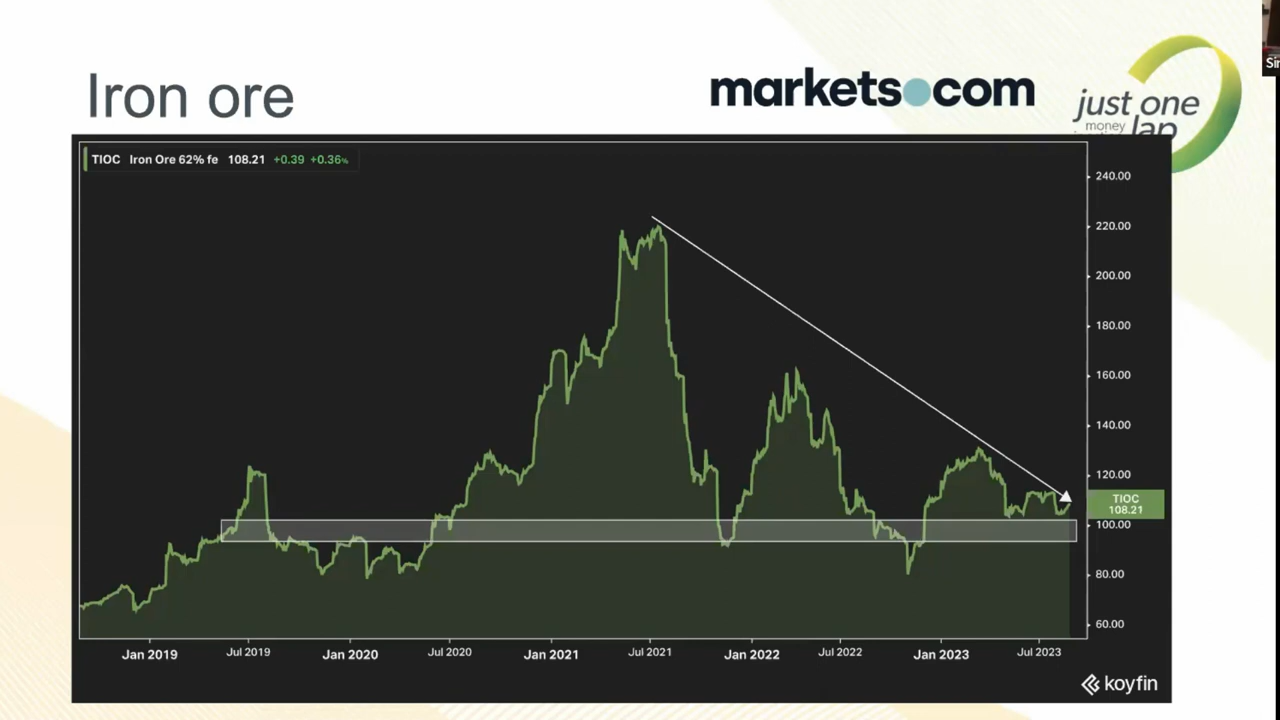 Iron ore
markets.com
just one
money
lap
TIOC Iron Ore 62% fe 108.21 +0.39 +0.36%
240.00
220.00
200.00
180.00
160.00
140.00
120.00
TIOC
108.21
100.00
80.00
60.00
Jan 2019 Jul 2019 Jan 2020 Jul 2020 Jan 2021 Jul 2021 Jan 2022 Jul 2022 Jan 2023 Jul 2023
koyfin